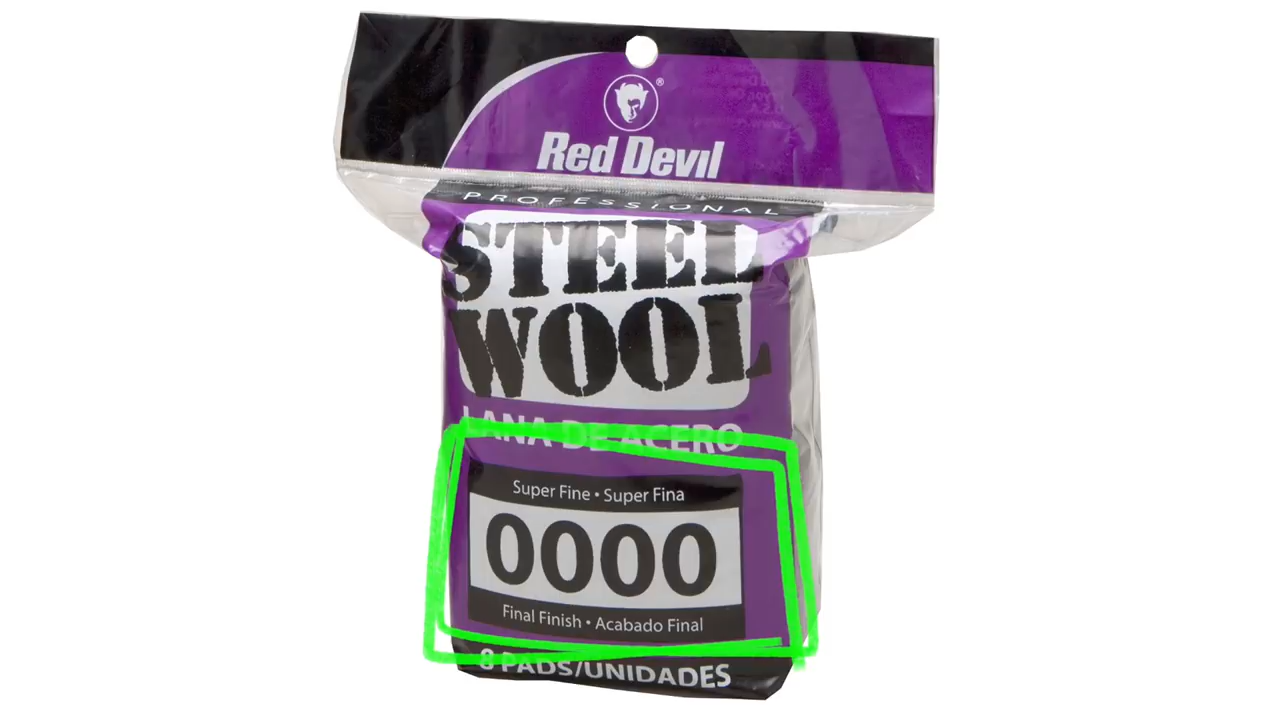 Red Devil®
PROFESSIONAL
STEEL
WOOL
LANA DE ACERO
Super Fine • Super Fina
0000
Final Finish • Acabado Final
8 PADS/UNIDADES